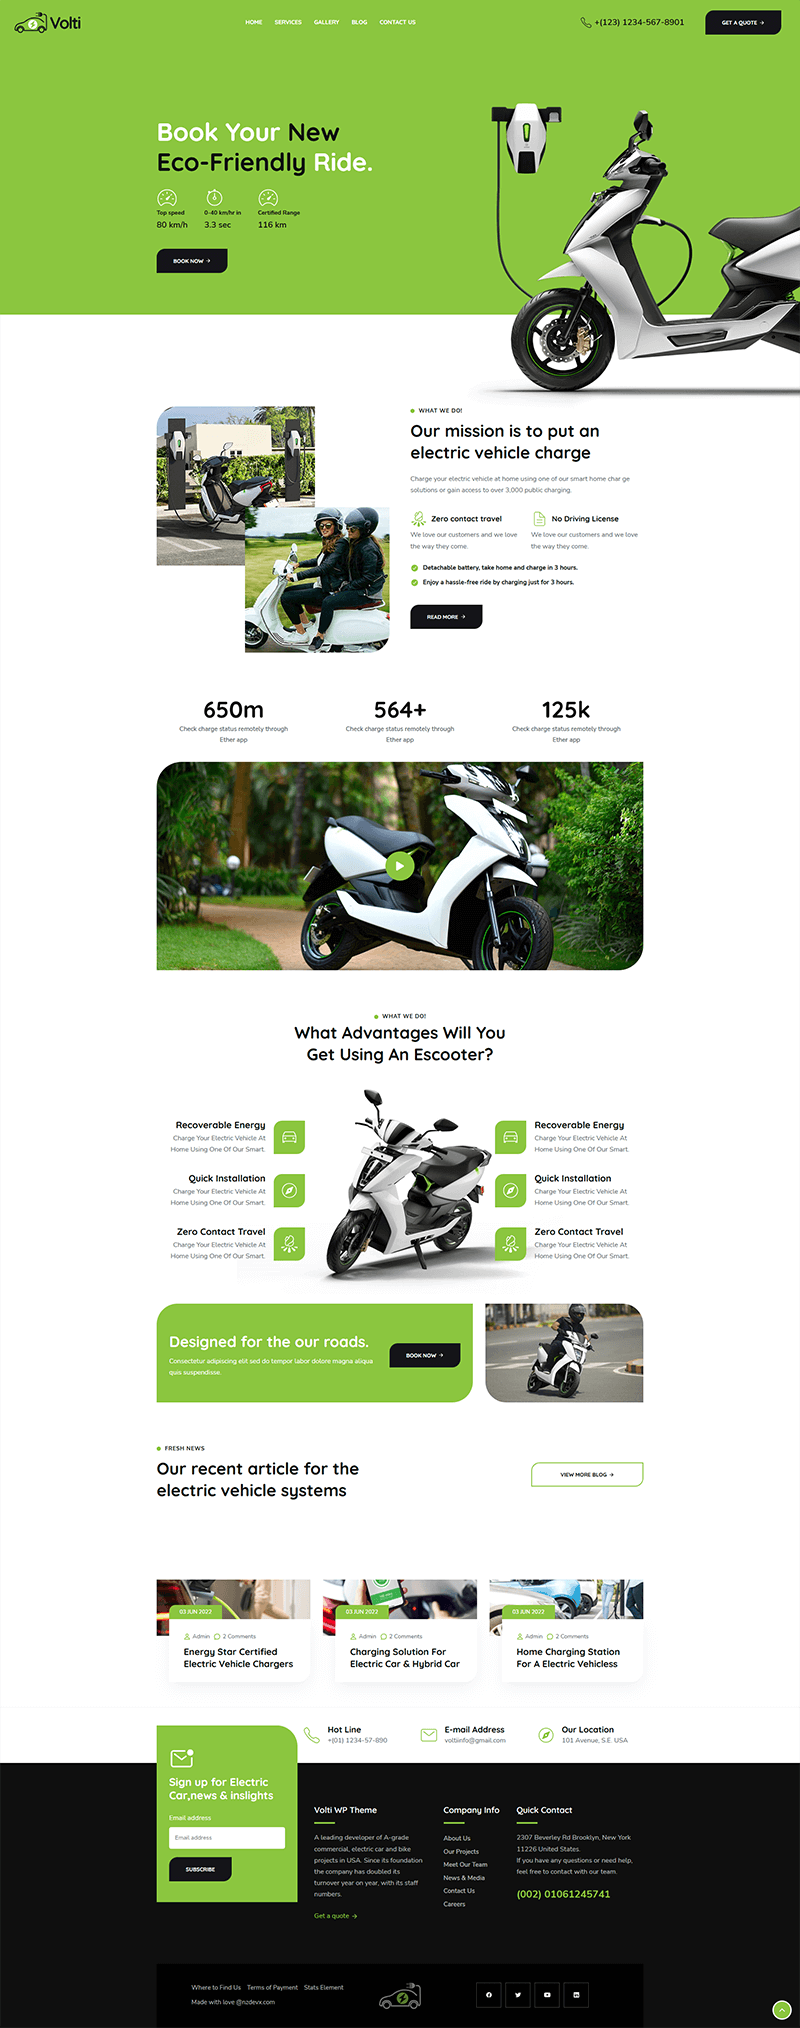 Volti
HOME SERVICES GALLERY BLOG CONTACT US
+(123) 1234-567-8901
GET A QUOTE →
Book Your New
Eco-Friendly Ride.
Top speed
80 km/h
0-40 km/hr in
3.3 sec
Certified Range
116 km
BOOK NOW →
WHAT WE DO!
Our mission is to put an
electric vehicle charge
Charge your electric vehicle at home using one of our smart home char ge
solutions or gain access to over 3,000 public charging.
Zero contact travel
We love our customers and we love
the way they come.
No Driving License
We love our customers and we love
the way they come.
Detachable battery, take home and charge in 3 hours.
Enjoy a hassle-free ride by charging just for 3 hours.
READ MORE →
650m
Check charge status remotely through
Ether app
564+
Check charge status remotely through
Ether app
125k
Check charge status remotely through
Ether app
WHAT WE DO!
What Advantages Will You
Get Using An Escooter?
Recoverable Energy
Charge Your Electric Vehicle At
Home Using One Of Our Smart.
Quick Installation
Charge Your Electric Vehicle At
Home Using One Of Our Smart.
Zero Contact Travel
Charge Your Electric Vehicle At
Home Using One Of Our Smart.
Recoverable Energy
Charge Your Electric Vehicle At
Home Using One Of Our Smart.
Quick Installation
Charge Your Electric Vehicle At
Home Using One Of Our Smart.
Zero Contact Travel
Charge Your Electric Vehicle At
Home Using One Of Our Smart.
Designed for the our roads.
Consectetur adipiscing elit sed do tempor labor dolore magna aliqua
quis suspendisse.
BOOK NOW →
FRESH NEWS
Our recent article for the
electric vehicle systems
VIEW MORE BLOG →
03 JUN 2022
Admin 2 Comments
Energy Star Certified
Electric Vehicle Chargers
03 JUN 2022
Admin 2 Comments
Charging Solution For
Electric Car & Hybrid Car
03 JUN 2022
Admin 2 Comments
Home Charging Station
For A Electric Vehicless
Hot Line
+(01) 1234-57-890
E-mail Address
voltiinfo@gmail.com
Our Location
101 Avenue, S.E. USA
Sign up for Electric
Car,news & inslights
Email address
Email address
SUBSCRIBE
Volti WP Theme
A leading developer of A-grade
commercial, electric car and bike
projects in USA. Since its foundation
the company has doubled its
turnover year on year, with its staff
numbers.
Get a quote →
Company Info
About Us
Our Projects
Meet Our Team
News & Media
Contact Us
Careers
Quick Contact
2307 Beverley Rd Brooklyn, New York
11226 United States.
If you have any questions or need help,
feel free to contact with our team.
(002) 01061245741
Where to Find Us Terms of Payment Stats Element
Made with love @nzdevx.com